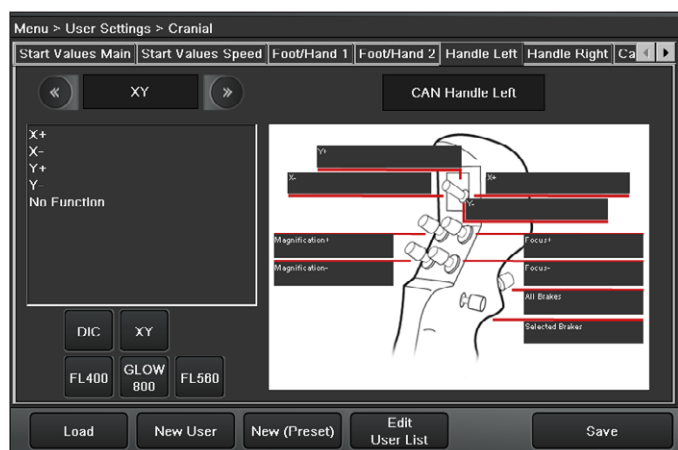 Menu > User Settings > Cranial
Start Values Main Start Values Speed Foot/Hand 1 Foot/Hand 2 Handle Left Handle Right Ca
« XY » CAN Handle Left
X+
X-
Y+
Y-
No Function
Y+
X- X+
Y-
Magnification+ Focus+
Magnification- Focus-
All Brakes
Selected Brakes
DIC XY
FL400 GLOW 800 FL560
Load New User New (Preset) Edit User List Save